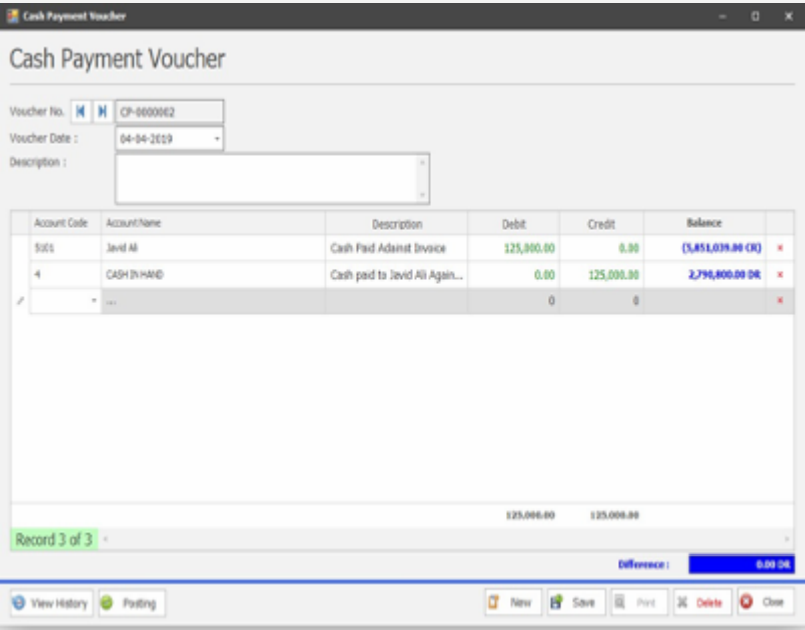 Cash Payment Voucher
Cash Payment Voucher
Voucher No. CP-0000002
Voucher Date : 04-04-2019
Description :
Account Code Account Name Description Debit Credit Balance
Javid Ali Cash Paid Against Invoice 125,000.00 0.00 (5,851,039.00 CR) ×
4 CASH IN HAND Cash paid to Javid Ali Again... 0.00 125,000.00 2,790,800.00 DR ×
... 0 0 ×
125,000.00 125,000.00
Record 3 of 3
Difference : 0.00 DR
View History Posting New Save Print Delete Close